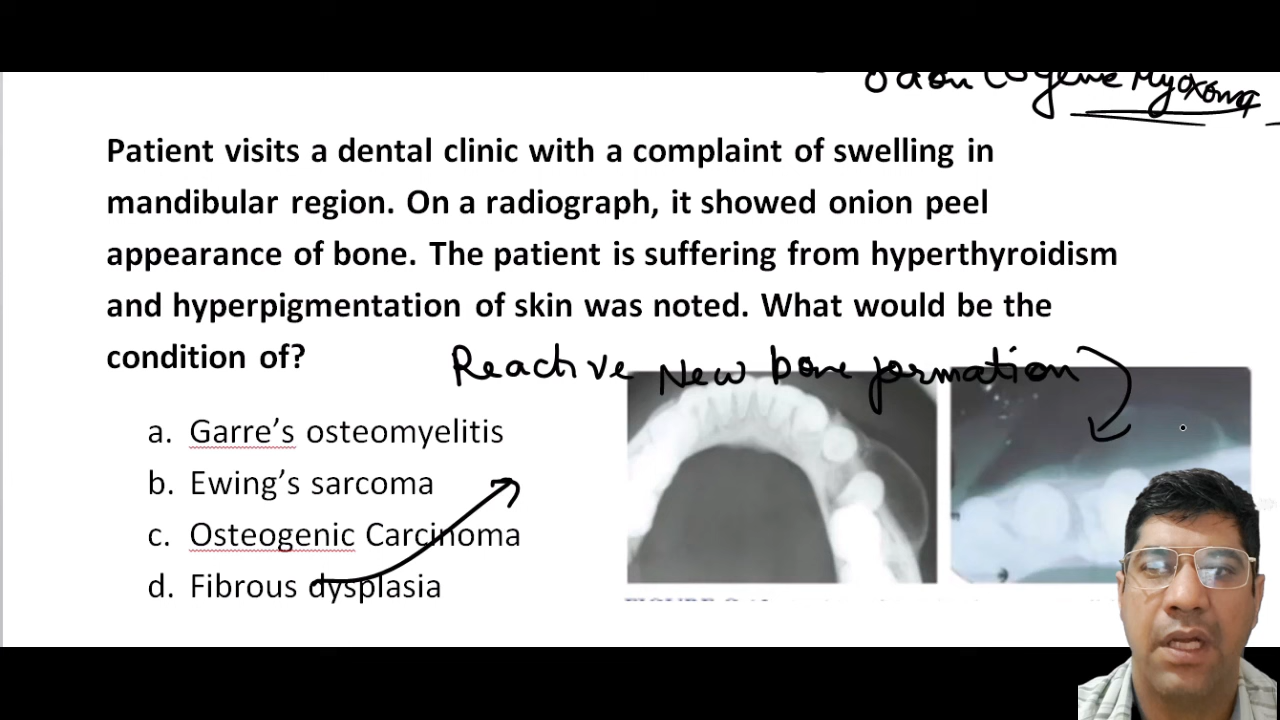 Odontogenic Myxoma
Patient visits a dental clinic with a complaint of swelling in
mandibular region. On a radiograph, it showed onion peel
appearance of bone. The patient is suffering from hyperthyroidism
and hyperpigmentation of skin was noted. What would be the
condition of?
Reactive New bone formation
a. Garre's osteomyelitis
b. Ewing's sarcoma
c. Osteogenic Carcinoma
d. Fibrous dysplasia